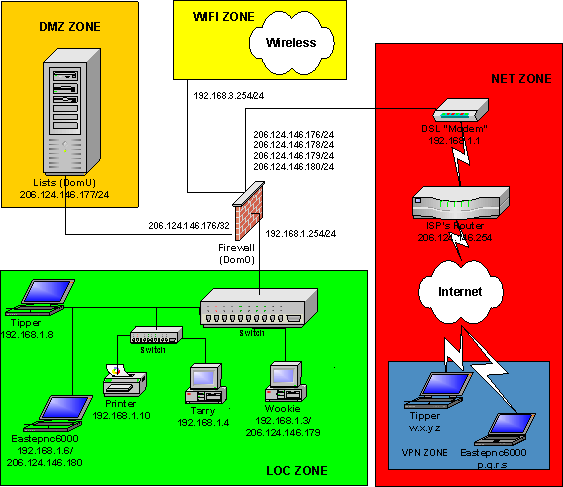 DMZ ZONE
Lists (DomU)
206.124.146.177/24
WIFI ZONE
Wireless
192.168.3.254/24
206.124.146.176/24
206.124.146.178/24
206.124.146.179/24
206.124.146.180/24
206.124.146.176/32
192.168.1.254/24
Firewall
(Dom0)
NET ZONE
DSL "Modem"
192.168.1.1
ISP's Router
206.124.146.254
Internet
Tipper
w.x.y.z
VPN ZONE
Eastepnc6000
p.q.r.s
Switch
Switch
Tipper
192.168.1.8
Printer
192.168.1.10
Tarry
192.168.1.4
Wookie
192.168.1.3/
206.124.146.179
Eastepnc6000
192.168.1.6/
206.124.146.180
LOC ZONE